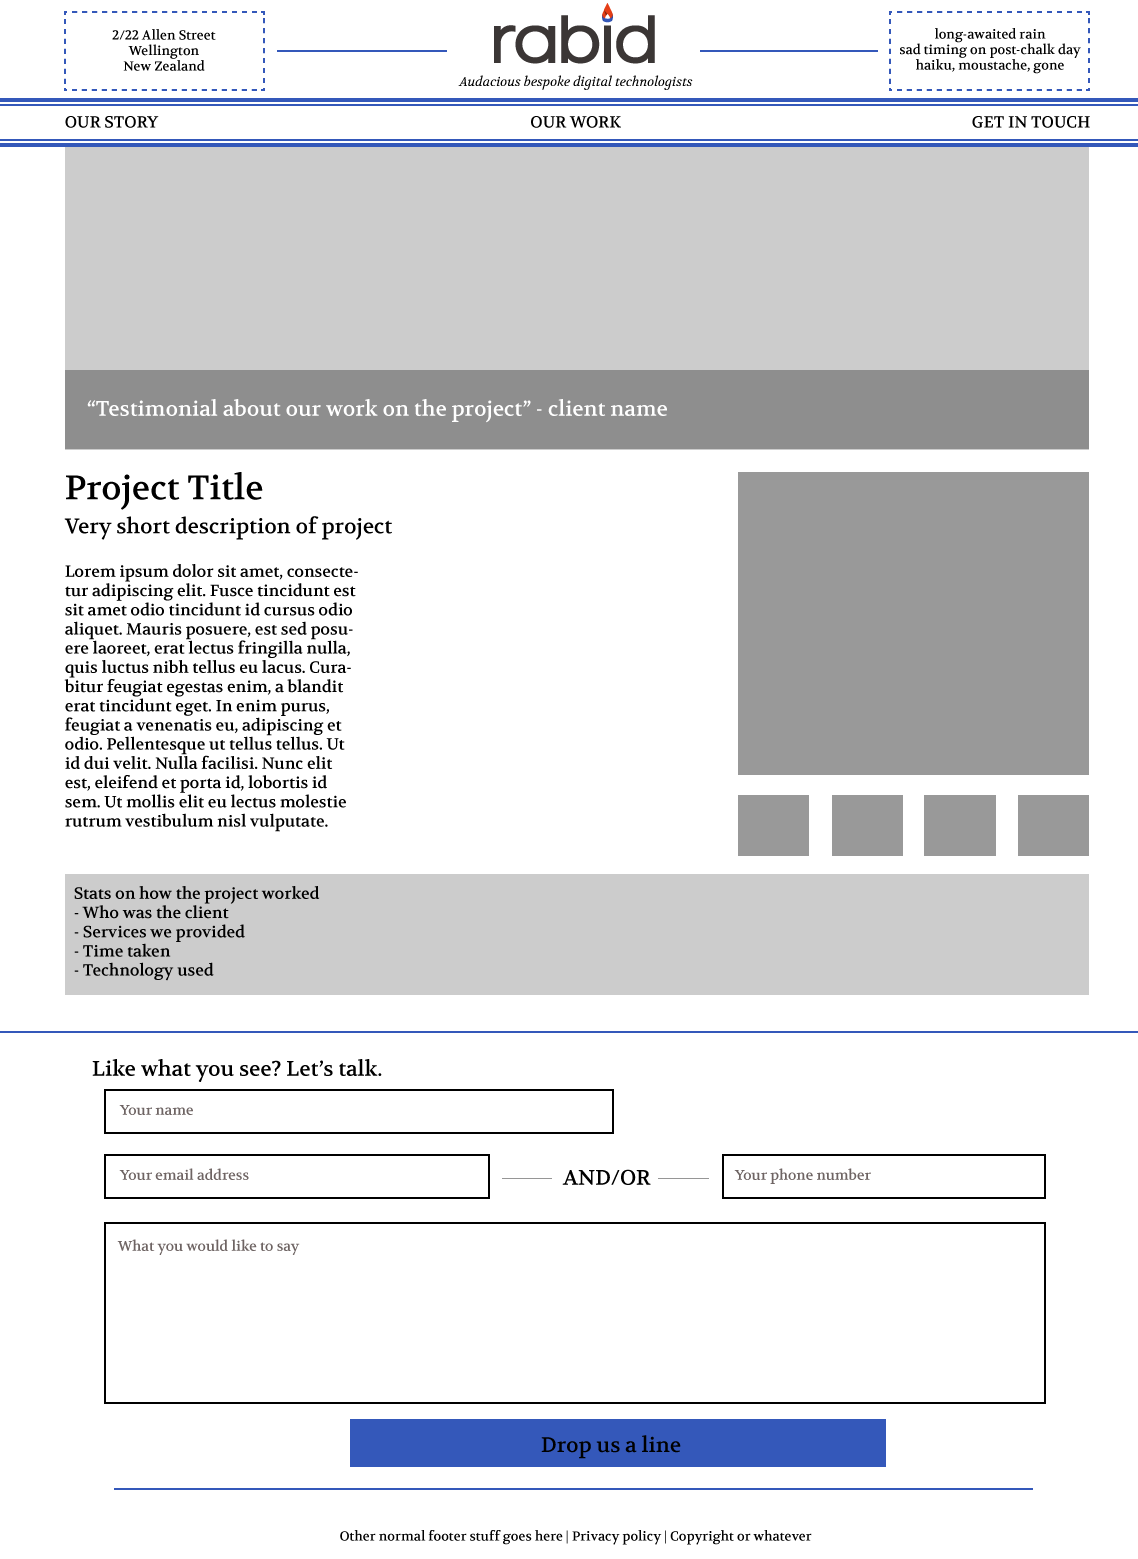 2/22 Allen Street
Wellington
New Zealand
rabid
Audacious bespoke digital technologists
long-awaited rain
sad timing on post-chalk day
haiku, moustache, gone
OUR STORY
OUR WORK
GET IN TOUCH
“Testimonial about our work on the project” - client name
Project Title
Very short description of project
Lorem ipsum dolor sit amet, consecte-
tur adipiscing elit. Fusce tincidunt est
sit amet odio tincidunt id cursus odio
aliquet. Mauris posuere, est sed posu-
ere laoreet, erat lectus fringilla nulla,
quis luctus nibh tellus eu lacus. Cura-
bitur feugiat egestas enim, a blandit
erat tincidunt eget. In enim purus,
feugiat a venenatis eu, adipiscing et
odio. Pellentesque ut tellus tellus. Ut
id dui velit. Nulla facilisi. Nunc elit
est, eleifend et porta id, lobortis id
sem. Ut mollis elit eu lectus molestie
rutrum vestibulum nisl vulputate.
Stats on how the project worked
- Who was the client
- Services we provided
- Time taken
- Technology used
Like what you see? Let’s talk.
Your name
Your email address
AND/OR
Your phone number
What you would like to say
Drop us a line
Other normal footer stuff goes here | Privacy policy | Copyright or whatever